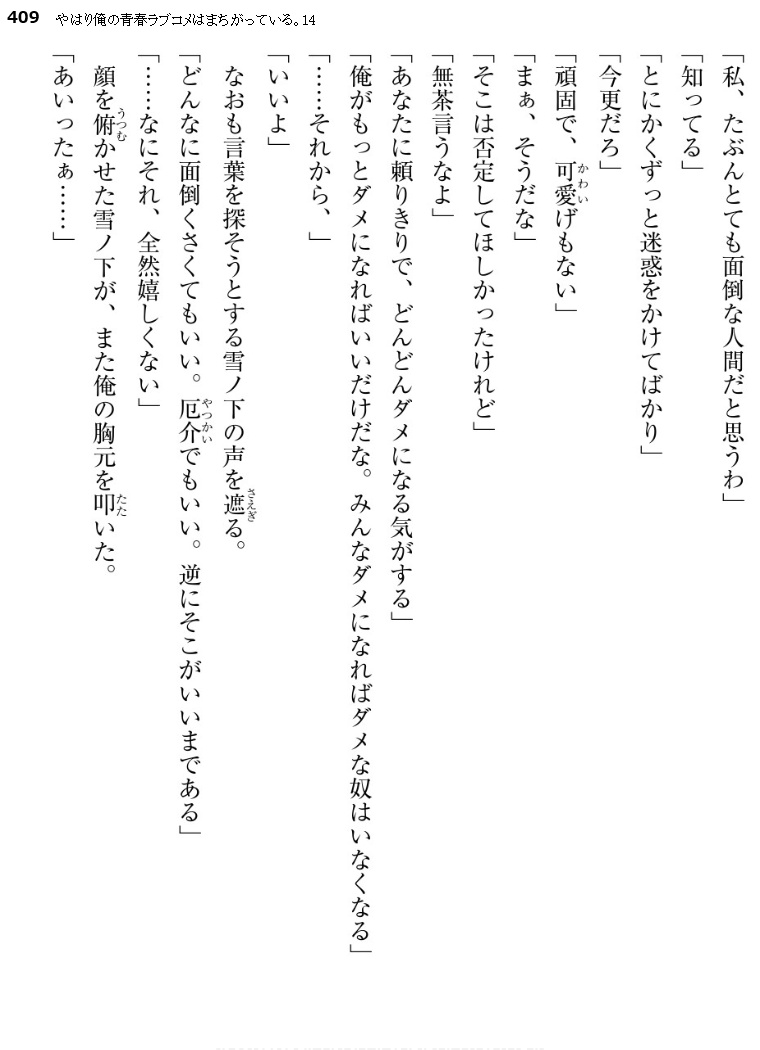 409 やはり俺の青春ラブコメはまちがっている。14
「私、たぶんとても面倒な人間だと思うわ」
「知ってる」
「とにかくずっと迷惑をかけてばかり」
「今更だろ」
「頑固で、可愛げもない」
「まぁ、そうだな」
「そこは否定してほしかったけれど」
「無茶言うなよ」
「あなたに頼りきりで、どんどんダメになる気がする」
「俺がもっとダメになればいいだけだな。みんなダメになればダメな奴はいなくなる」
「……それから、」
「いいよ」
なおも言葉を探そうとする雪ノ下の声を遮る。
「どんなに面倒くさくてもいい。厄介でもいい。逆にそこがいいまである」
「……なにそれ、全然嬉しくない」
顔を俯かせた雪ノ下が、また俺の胸元を叩いた。
「あいったぁ……」